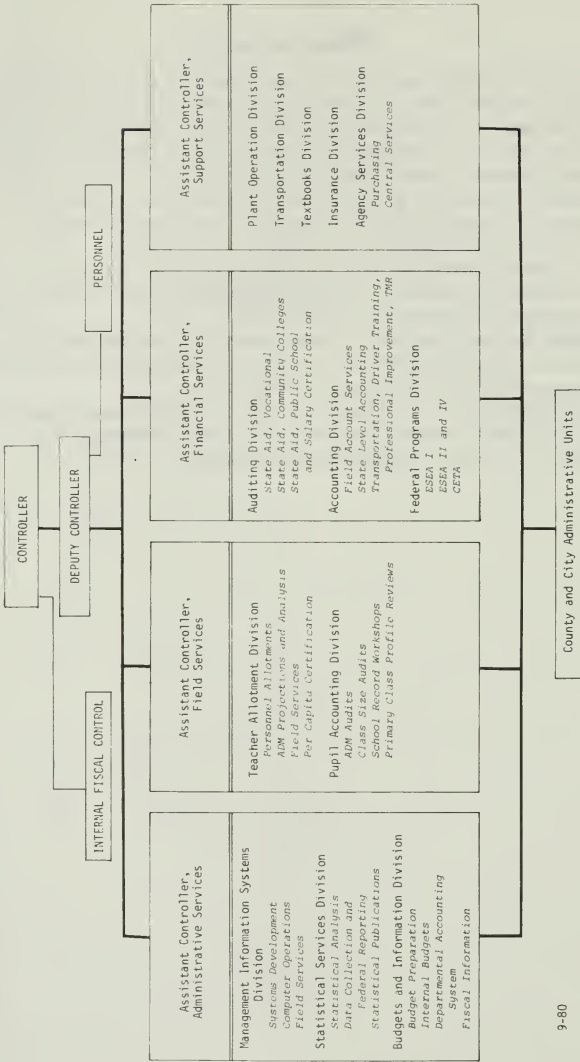 CONTROLLER
INTERNAL FISCAL CONTROL
DEPUTY CONTROLLER
PERSONNEL
Assistant Controller,
Administrative Services
Management Information Systems
Division
Systems Development
Computer Operations
Field Services
Statistical Services Division
Statistical Analysis
Data Collection and
Federal Reporting
Statistical Publications
Budgets and Information Division
Budget Preparation
Internal Budgets
Departmental Accounting
System
Fiscal Information
Assistant Controller,
Field Services
Teacher Allotment Division
Personnel Allotments
ADM Projections and Analysis
Field Services
Per Capita Certification
Pupil Accounting Division
ADM Audits
Class Size Audits
School Record Workshops
Primary Class Profile Reviews
Assistant Controller,
Financial Services
Auditing Division
State Aid, Vocational
State Aid, Community Colleges
State Aid, Public School
and Salary Certification
Accounting Division
Field Account Services
State Level Accounting
Transportation, Driver Training,
Professional Improvement, TMR
Federal Programs Division
ESEA I
ESEA II and IV
CETA
Assistant Controller,
Support Services
Plant Operation Division
Transportation Division
Textbooks Division
Insurance Division
Agency Services Division
Purchasing
Central Services
County and City Administrative Units
9-80